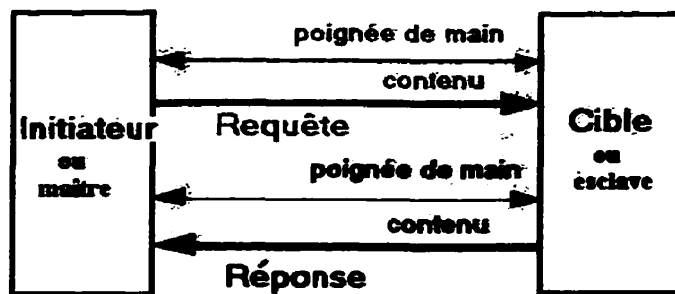 poignée de main
contenu
Initiateur
ou
maître
Requête
Cible
ou
esclave
poignée de main
contenu
Réponse